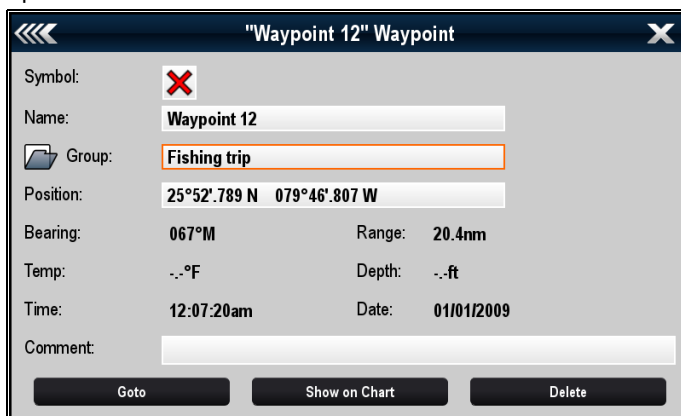 "Waypoint 12" Waypoint
Symbol:
Name: Waypoint 12
Group: Fishing trip
Position: 25°52'.789 N 079°46'.807 W
Bearing: 067°M Range: 20.4nm
Temp: -.-°F Depth: -.-ft
Time: 12:07:20am Date: 01/01/2009
Comment:
Goto Show on Chart Delete